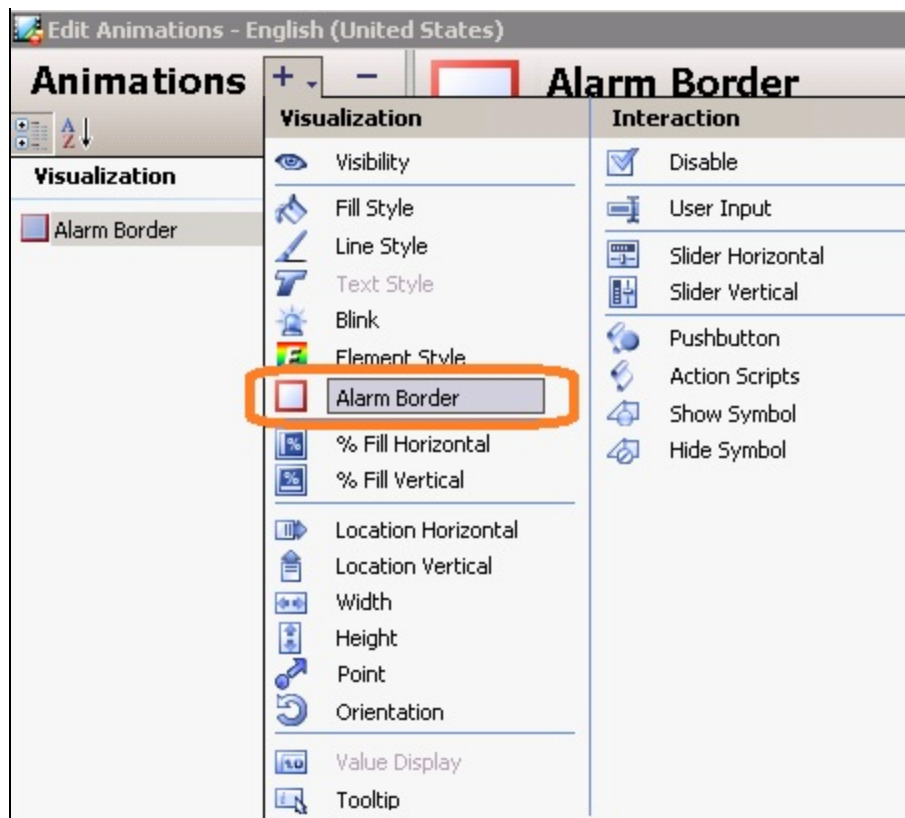 Edit Animations - English (United States)
Animations + -
Alarm Border
Visualization
Alarm Border
Visualization
Visibility
Fill Style
Line Style
Text Style
Blink
Element Style
Alarm Border
% Fill Horizontal
% Fill Vertical
Location Horizontal
Location Vertical
Width
Height
Point
Orientation
Value Display
Tooltip
Interaction
Disable
User Input
Slider Horizontal
Slider Vertical
Pushbutton
Action Scripts
Show Symbol
Hide Symbol